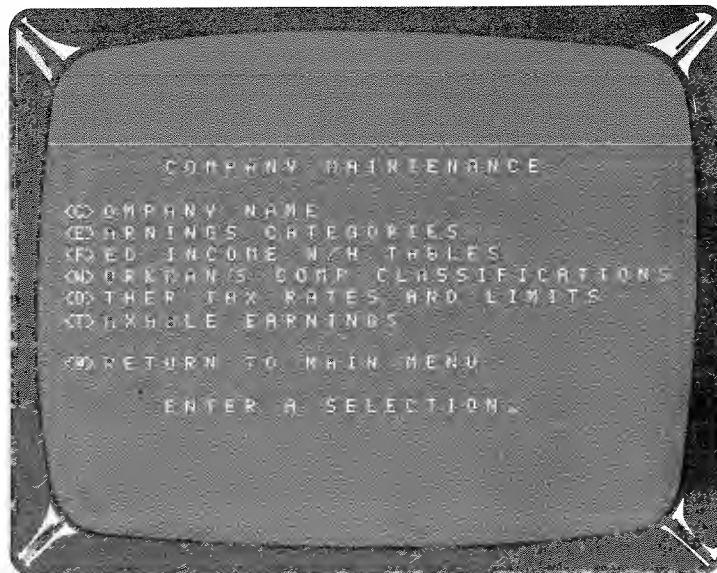 COMPANY MAINTENANCE
<C>OMPANY NAME
<E>ARNINGS CATEGORIES
<F>ED INCOME W/H TABLES
<W>ORKMAN'S COMP CLASSIFICATIONS
<O>THER TAX RATES AND LIMITS
<T>AXABLE EARNINGS
RETURN TO MAIN MENU
ENTER A SELECTION